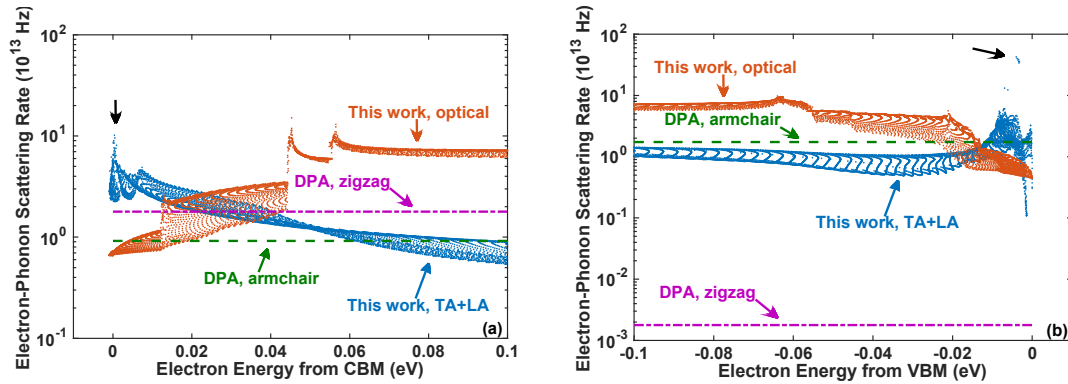 Electron-Phonon Scattering Rate (10^13 Hz)
10^2
10^1
10^0
10^-1
0
0.02
0.04
0.06
0.08
0.1
Electron Energy from CBM (eV)
This work, optical
DPA, zigzag
DPA, armchair
This work, TA+LA
(a)
Electron-Phonon Scattering Rate (10^13 Hz)
10^2
10^1
10^0
10^-1
10^-2
10^-3
-0.1
-0.08
-0.06
-0.04
-0.02
0
Electron Energy from VBM (eV)
This work, optical
DPA, armchair
This work, TA+LA
DPA, zigzag
(b)